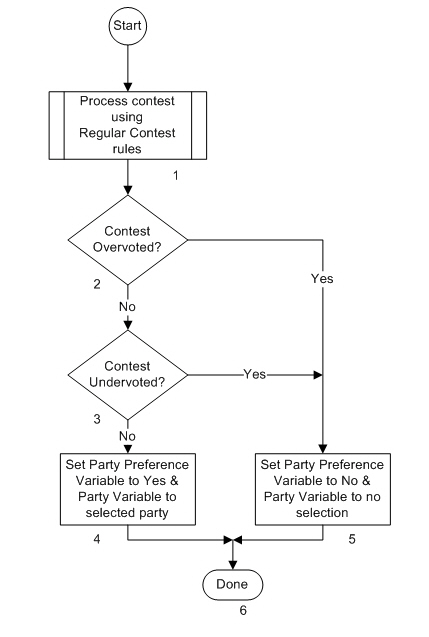 Start
Process contest
using
Regular Contest
rules
1
Contest
Overvoted?
2
Yes
No
Contest
Undervoted?
Yes
3
No
Set Party Preference
Variable to Yes &
Party Variable to
selected party
Set Party Preference
Variable to No &
Party Variable to no
selection
4
5
Done
6